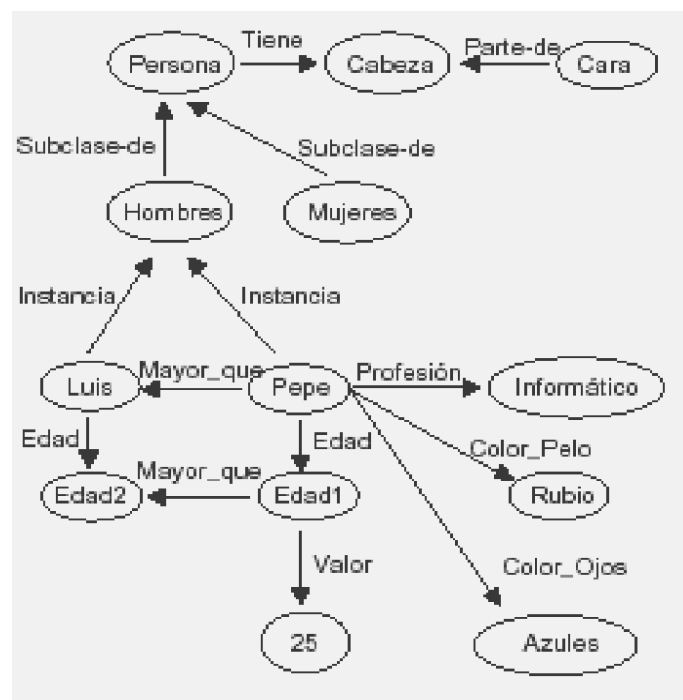 Tiene
Parte-de
Persona
Cabeza
Cara
Subclase-de
Subclase-de
Hombres
Mujeres
Instancia
Instancia
Mayor_que
Profesión
Luis
Pepe
Informático
Edad
Edad
Color_Pelo
Mayor_que
Edad2
Edad1
Rubio
Valor
Color_Ojos
25
Azules